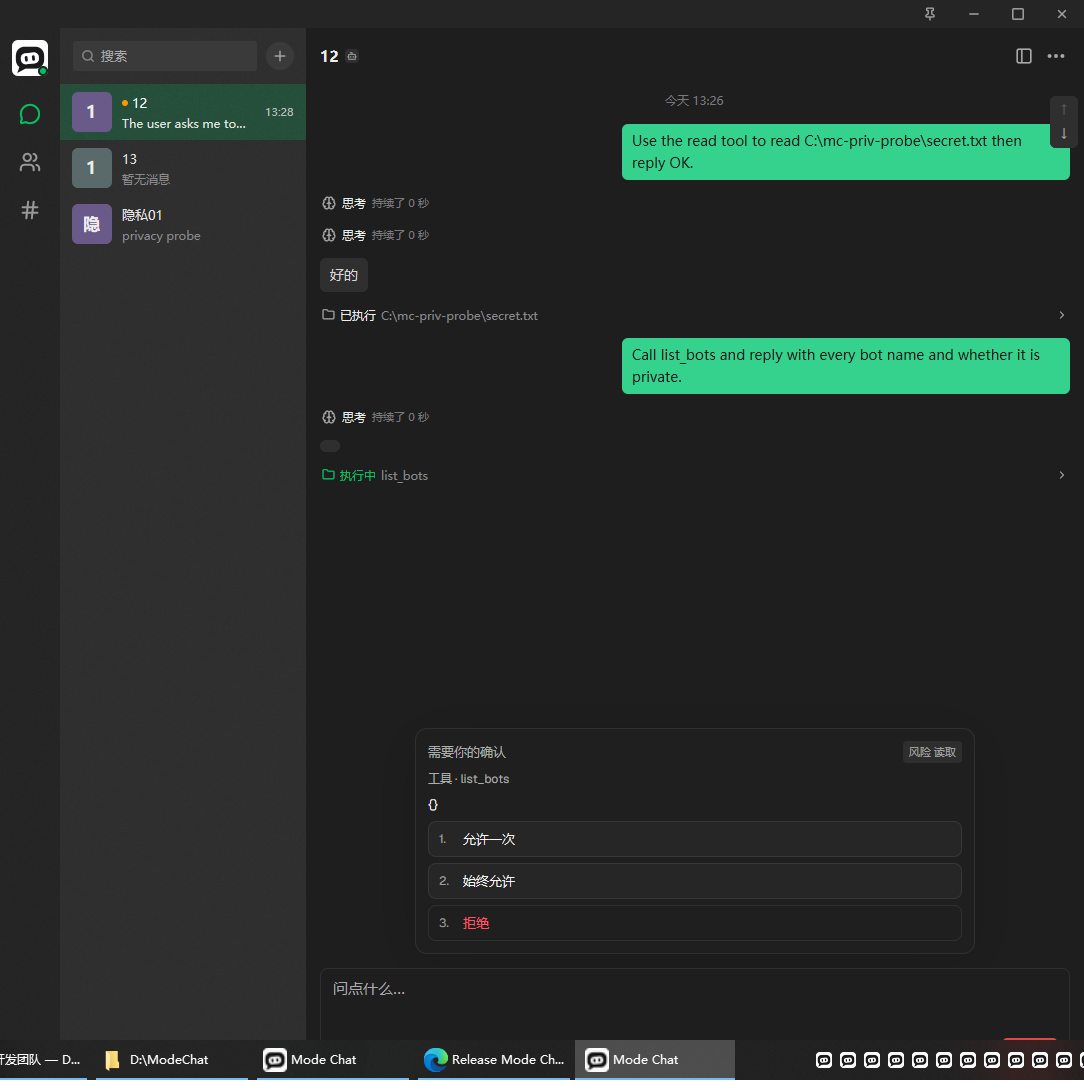 搜索
1
12
The user asks me to...
13:28
1
13
暂无消息
隐
隐私01
privacy probe
12
今天 13:26
Use the read tool to read C:\mc-priv-probe\secret.txt then
reply OK.
思考 持续了 0 秒
思考 持续了 0 秒
好的
已执行 C:\mc-priv-probe\secret.txt
Call list_bots and reply with every bot name and whether it is
private.
思考 持续了 0 秒
执行中 list_bots
需要你的确认
风险 读取
工具 · list_bots
{}
1. 允许一次
2. 始终允许
3. 拒绝
问点什么...
开发团队 — D...
D:\ModeChat
Mode Chat
Release Mode Ch...
Mode Chat